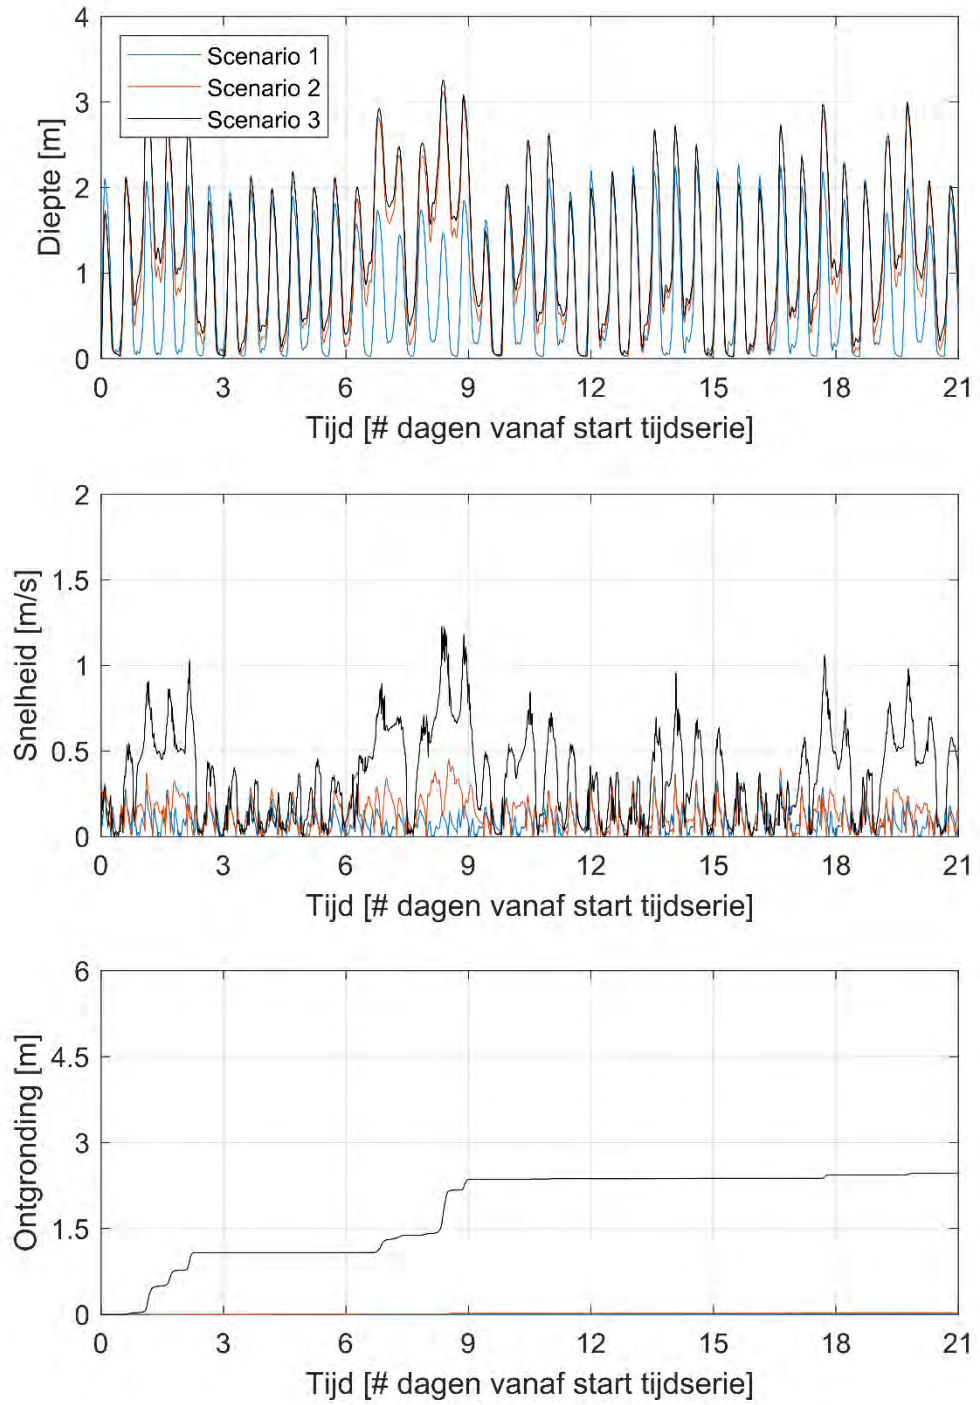 4
3
2
1
0
Diepte [m]
Scenario 1
Scenario 2
Scenario 3
0 3 6 9 12 15 18 21
Tijd [# dagen vanaf start tijdserie]
2
1.5
1
0.5
0
Snelheid [m/s]
0 3 6 9 12 15 18 21
Tijd [# dagen vanaf start tijdserie]
6
4.5
3
1.5
0
Ontgronding [m]
0 3 6 9 12 15 18 21
Tijd [# dagen vanaf start tijdserie]